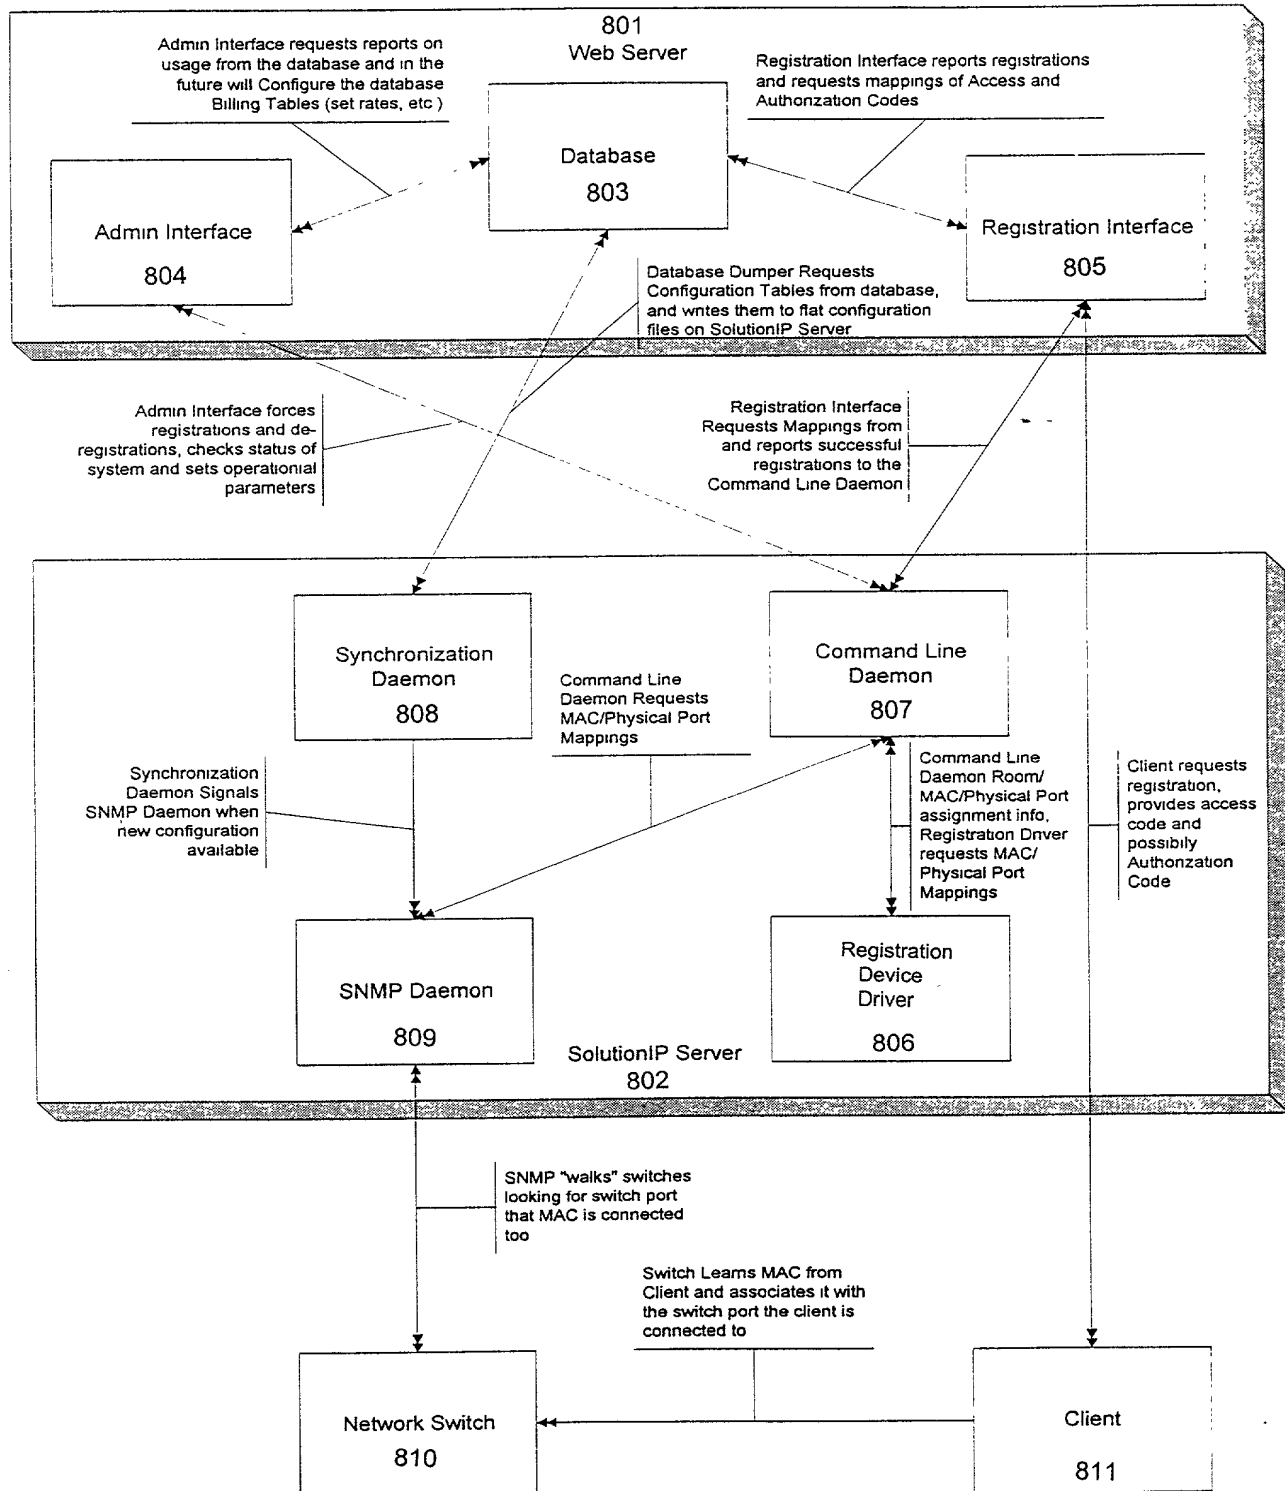 801
Web Server
Admin Interface requests reports on
usage from the database and in the
future will Configure the database
Billing Tables (set rates, etc )
Registration Interface reports registrations
and requests mappings of Access and
Authonzation Codes
Database
803
Admin Interface
804
Registration Interface
805
Database Dumper Requests
Configuration Tables from database,
and wntes them to flat configuration
files on SolutionIP Server
Admin Interface forces
registrations and de-
registrations, checks status of
system and sets operational
parameters
Registration Interface
Requests Mappings from
and reports successful
registrations to the
Command Line Daemon
Synchronization
Daemon
808
Command Line
Daemon Requests
MAC/Physical Port
Mappings
Command Line
Daemon
807
Synchronization
Daemon Signals
SNMP Daemon when
new configuration
available
Command Line
Daemon Room/
MAC/Physical Port
assignment info,
Registration Driver
requests MAC/
Physical Port
Mappings
Client requests
registration,
provides access
code and
possibily
Authonzation
Code
SNMP Daemon
809
Registration
Device
Driver
806
SolutionIP Server
802
SNMP "walks" switches
looking for switch port
that MAC is connected
too
Switch Learns MAC from
Client and associates it with
the switch port the client is
connected to
Network Switch
810
Client
811